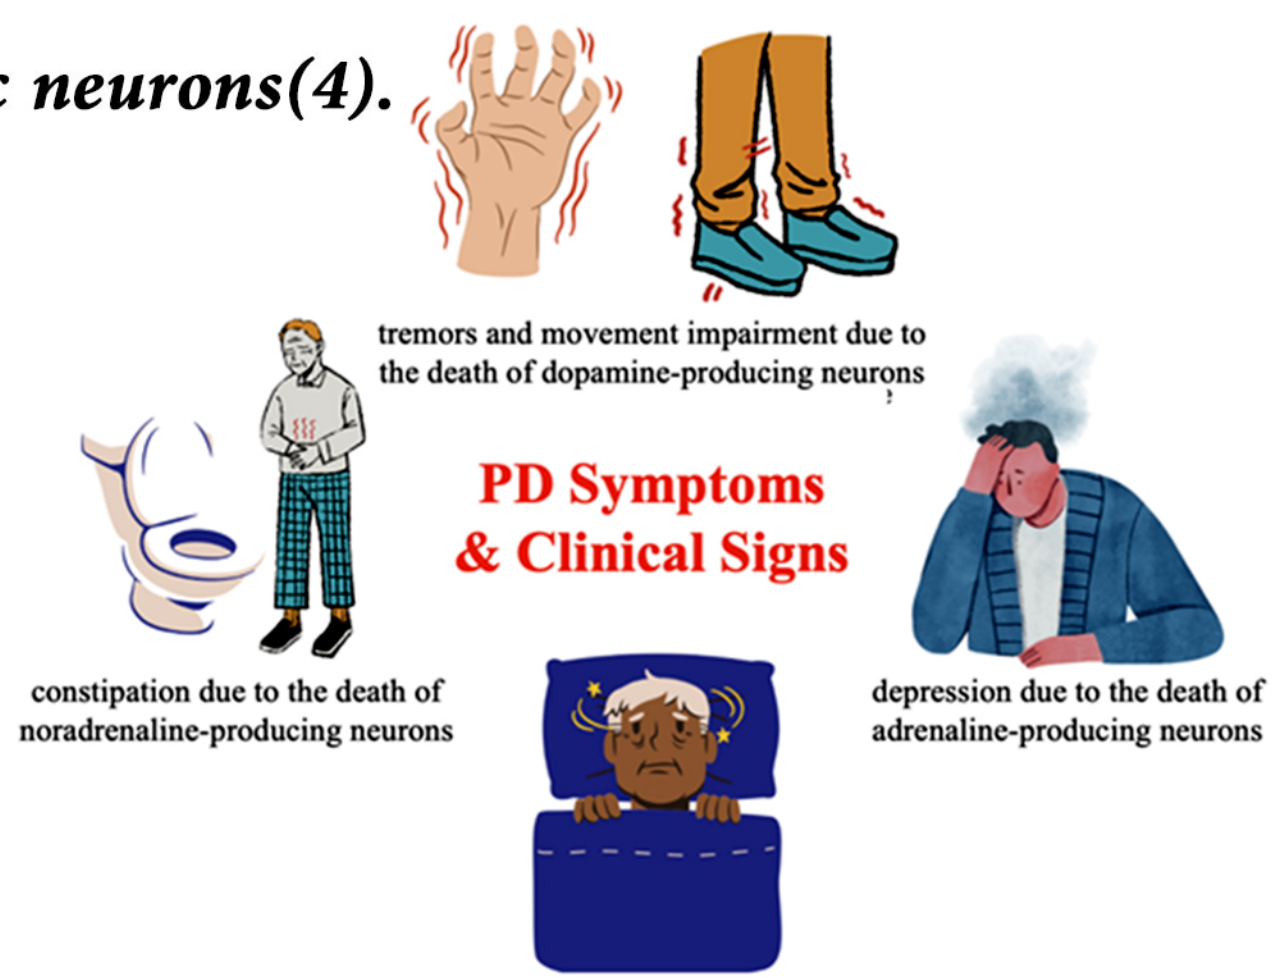 c neurons(4).
tremors and movement impairment due to
the death of dopamine-producing neurons
PD Symptoms
& Clinical Signs
constipation due to the death of
noradrenaline-producing neurons
depression due to the death of
adrenaline-producing neurons